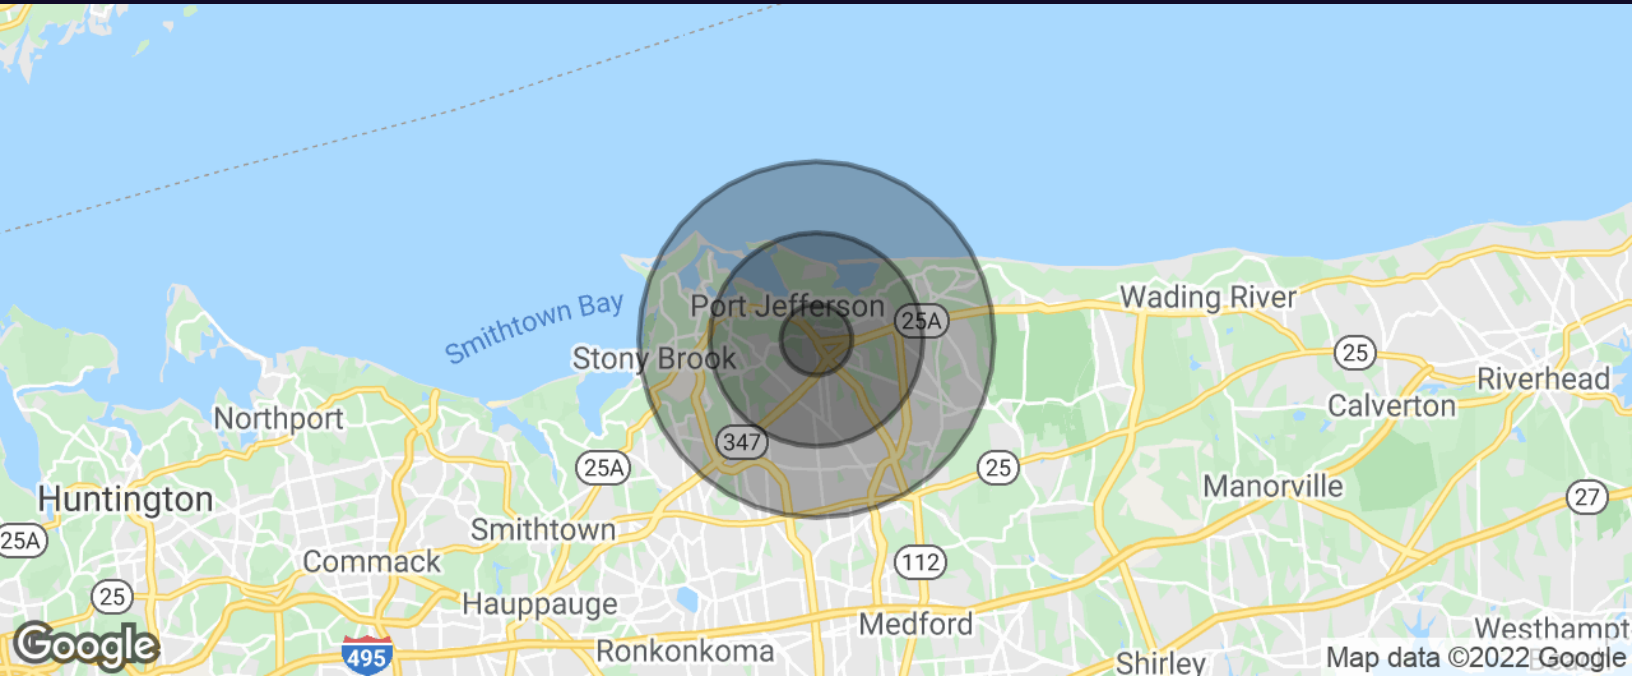 Port Jefferson
25A
Wading River
Smithtown Bay
Stony Brook
25
Riverhead
Calverton
Northport
347
25A
25
Manorville
27
Huntington
25A
Smithtown
Commack
112
25
Hauppauge
Medford
Ronkonkoma
495
Shirley
Westhampt
Google
Map data ©2022 Google